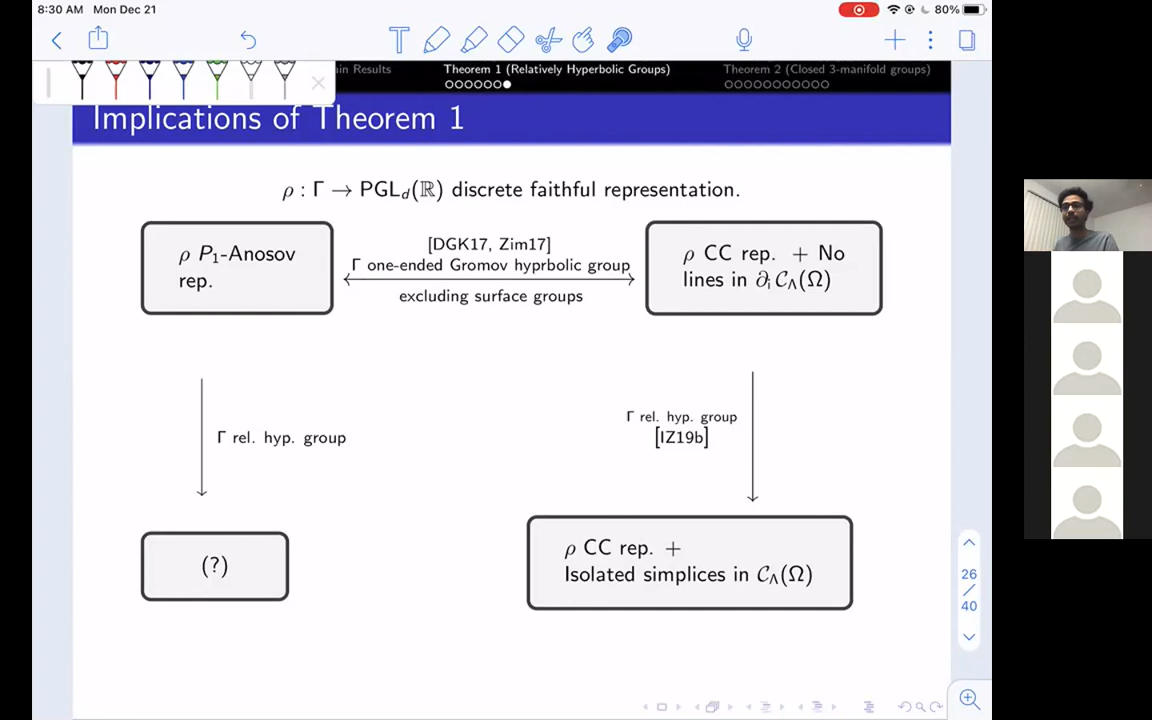 8:30 AM Mon Dec 21
80%
ain Results
Theorem 1 (Relatively Hyperbolic Groups)
Theorem 2 (Closed 3-manifold groups)
Implications of Theorem 1
ρ : Γ → PGL_d(ℝ) discrete faithful representation.
ρ P₁-Anosov
rep.
[DGK17, Zim17]
Γ one-ended Gromov hyprbolic group
excluding surface groups
ρ CC rep. + No
lines in ∂ᵢ C_Λ(Ω)
Γ rel. hyp. group
Γ rel. hyp. group
[IZ19b]
(?)
ρ CC rep. +
Isolated simplices in C_Λ(Ω)
26
/
40